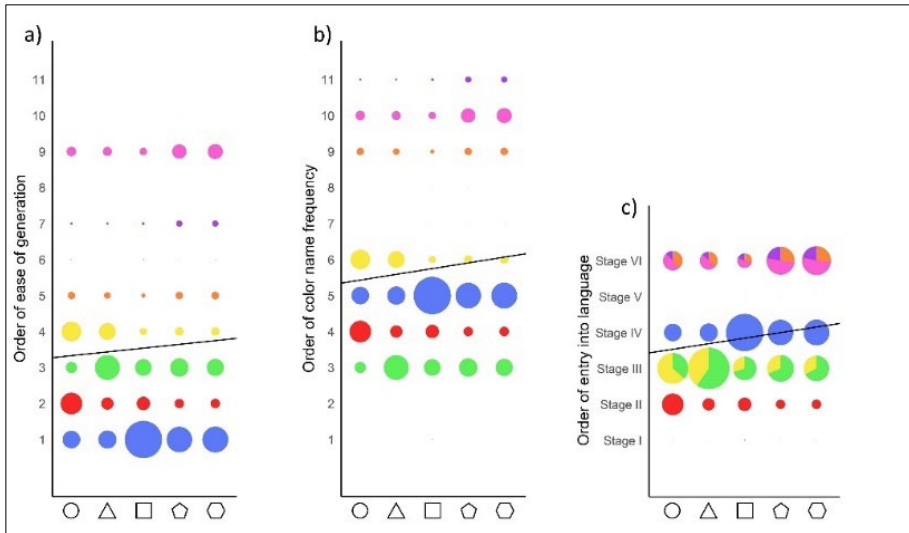 a)
Order of ease of generation
11
10
9
8
7
6
5
4
3
2
1
b)
Order of color name frequency
11
10
9
8
7
6
5
4
3
2
1
c)
Order of entry into language
Stage VI
Stage V
Stage IV
Stage III
Stage II
Stage I